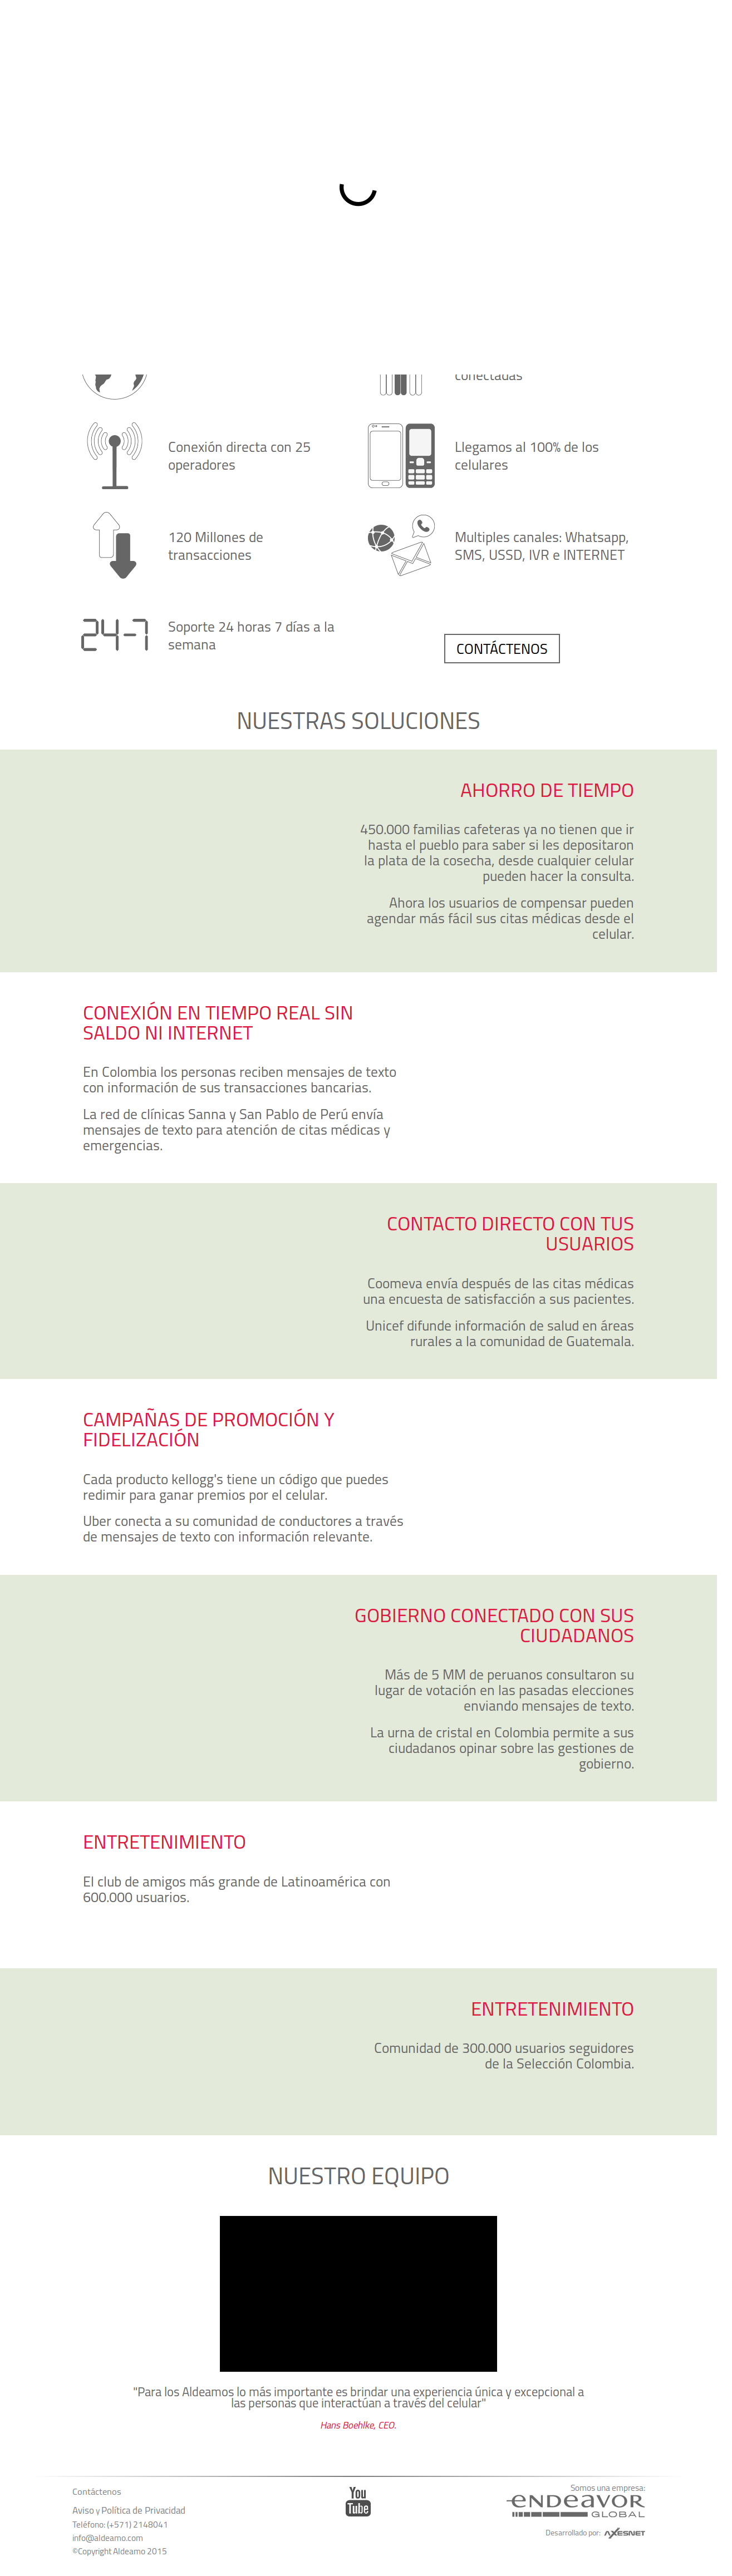 conectadas
Conexión directa con 25
operadores
Llegamos al 100% de los
celulares
120 Millones de
transacciones
Multiples canales: Whatsapp,
SMS, USSD, IVR e INTERNET
24-7
Soporte 24 horas 7 días a la
semana
CONTÁCTENOS
NUESTRAS SOLUCIONES
AHORRO DE TIEMPO
450.000 familias cafeteras ya no tienen que ir
hasta el pueblo para saber si les depositaron
la plata de la cosecha, desde cualquier celular
pueden hacer la consulta.
Ahora los usuarios de compensar pueden
agendar más fácil sus citas médicas desde el
celular.
CONEXIÓN EN TIEMPO REAL SIN
SALDO NI INTERNET
En Colombia los personas reciben mensajes de texto
con información de sus transacciones bancarias.
La red de clínicas Sanna y San Pablo de Perú envía
mensajes de texto para atención de citas médicas y
emergencias.
CONTACTO DIRECTO CON TUS
USUARIOS
Coomeva envía después de las citas médicas
una encuesta de satisfacción a sus pacientes.
Unicef difunde información de salud en áreas
rurales a la comunidad de Guatemala.
CAMPAÑAS DE PROMOCIÓN Y
FIDELIZACIÓN
Cada producto kellogg's tiene un código que puedes
redimir para ganar premios por el celular.
Uber conecta a su comunidad de conductores a través
de mensajes de texto con información relevante.
GOBIERNO CONECTADO CON SUS
CIUDADANOS
Más de 5 MM de peruanos consultaron su
lugar de votación en las pasadas elecciones
enviando mensajes de texto.
La urna de cristal en Colombia permite a sus
ciudadanos opinar sobre las gestiones de
gobierno.
ENTRETENIMIENTO
El club de amigos más grande de Latinoamérica con
600.000 usuarios.
ENTRETENIMIENTO
Comunidad de 300.000 usuarios seguidores
de la Selección Colombia.
NUESTRO EQUIPO
"Para los Aldeamos lo más importante es brindar una experiencia única y excepcional a
las personas que interactúan a través del celular"
Hans Boehlke, CEO.
Contáctenos
Aviso y Política de Privacidad
Teléfono: (+571) 2148041
info@aldeamo.com
©Copyright Aldeamo 2015
You
Tube
Somos una empresa:
ENDEAVOR
GLOBAL
Desarrollado por: AXESNET